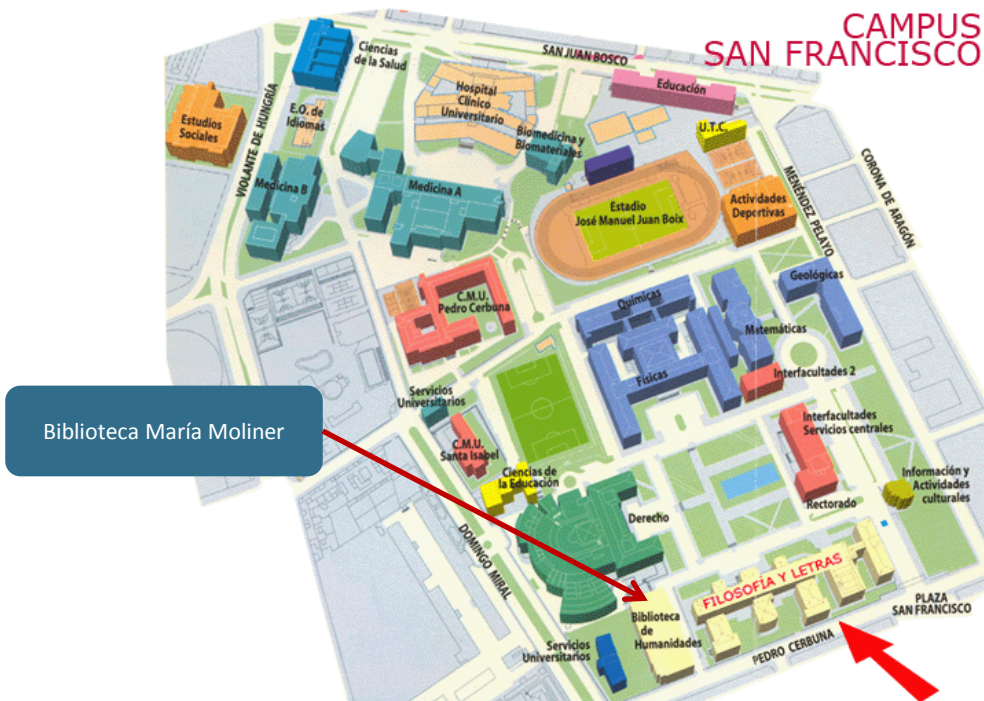 CAMPUS
SAN FRANCISCO
SAN JUAN BOSCO
Ciencias
de la Salud
Educación
Hospital
Clínico
Universitario
E.O. de
Idiomas
Estudios
Sociales
VIOLANTE DE HUNGRÍA
Biomedicina y
Biomateriales
U.T.C.
MENÉNDEZ PELAYO
CORONA DE ARAGÓN
Medicina B
Medicina A
Estadio
José Manuel Juan Boix
Actividades
Deportivas
C.M.U.
Pedro Cerbuna
Químicas
Geológicas
Matemáticas
Físicas
Interfacultades 2
Servicios
Universitarios
Biblioteca María Moliner
C.M.U.
Santa Isabel
Interfacultades
Servicios centrales
Ciencias de
la Educación
Información y
Actividades
culturales
Rectorado
Derecho
DOMINGO MIRAL
FILOSOFÍA Y LETRAS
PLAZA
SAN FRANCISCO
Biblioteca
de
Humanidades
Servicios
Universitarios
PEDRO CERBUNA